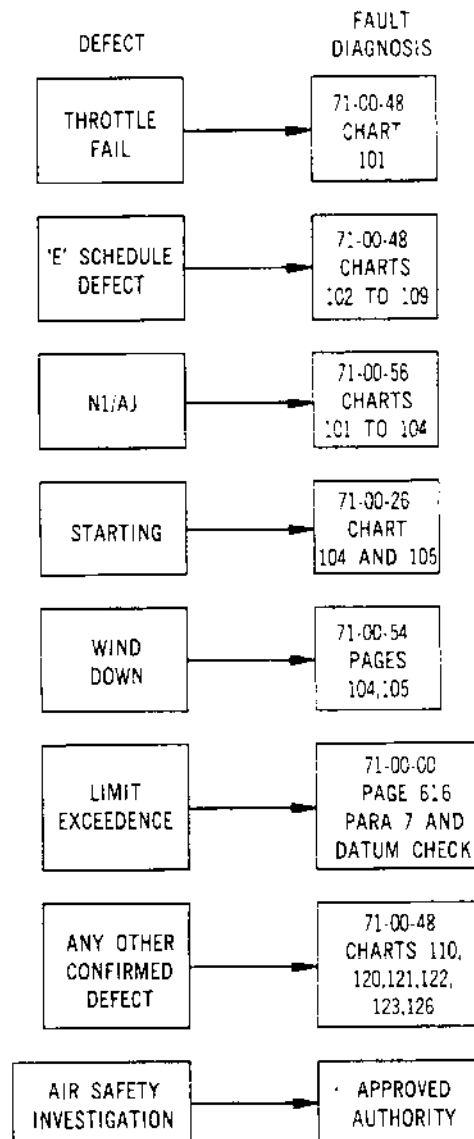 DEFECT
FAULT
DIAGNOSIS
THROTTLE
FAIL
71-00-48
CHART
101
'E' SCHEDULE
DEFECT
71-00-48
CHARTS
102 TO 109
N1/AJ
71-00-56
CHARTS
101 TO 104
STARTING
71-00-26
CHART
104 AND 105
WIND
DOWN
71-00-54
PAGES
104,105
LIMIT
EXCEEDENCE
71-00-00
PAGE 616
PARA 7 AND
DATUM CHECK
ANY OTHER
CONFIRMED
DEFECT
71-00-48
CHARTS 110,
120,121,122,
123,126
AIR SAFETY
INVESTIGATION
APPROVED
AUTHORITY